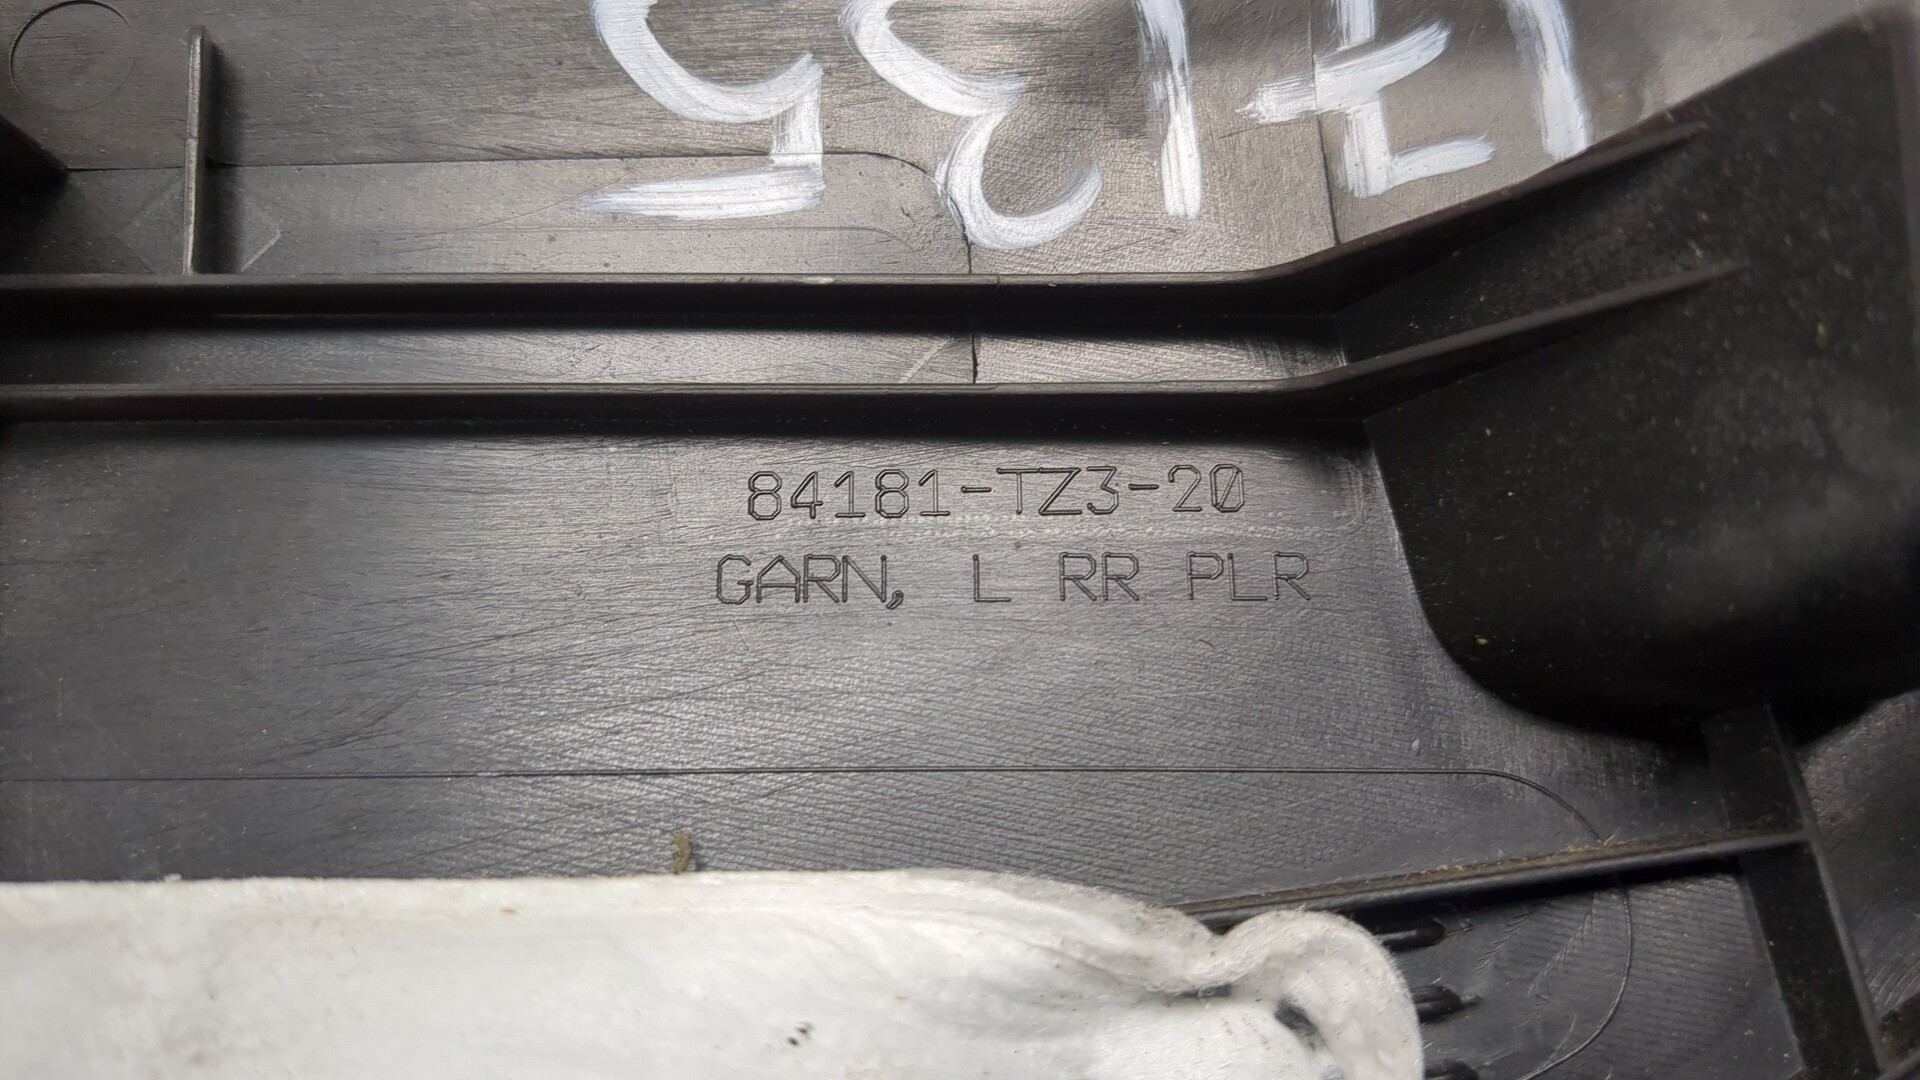 84181-TZ3-20
GARN, L RR PLR